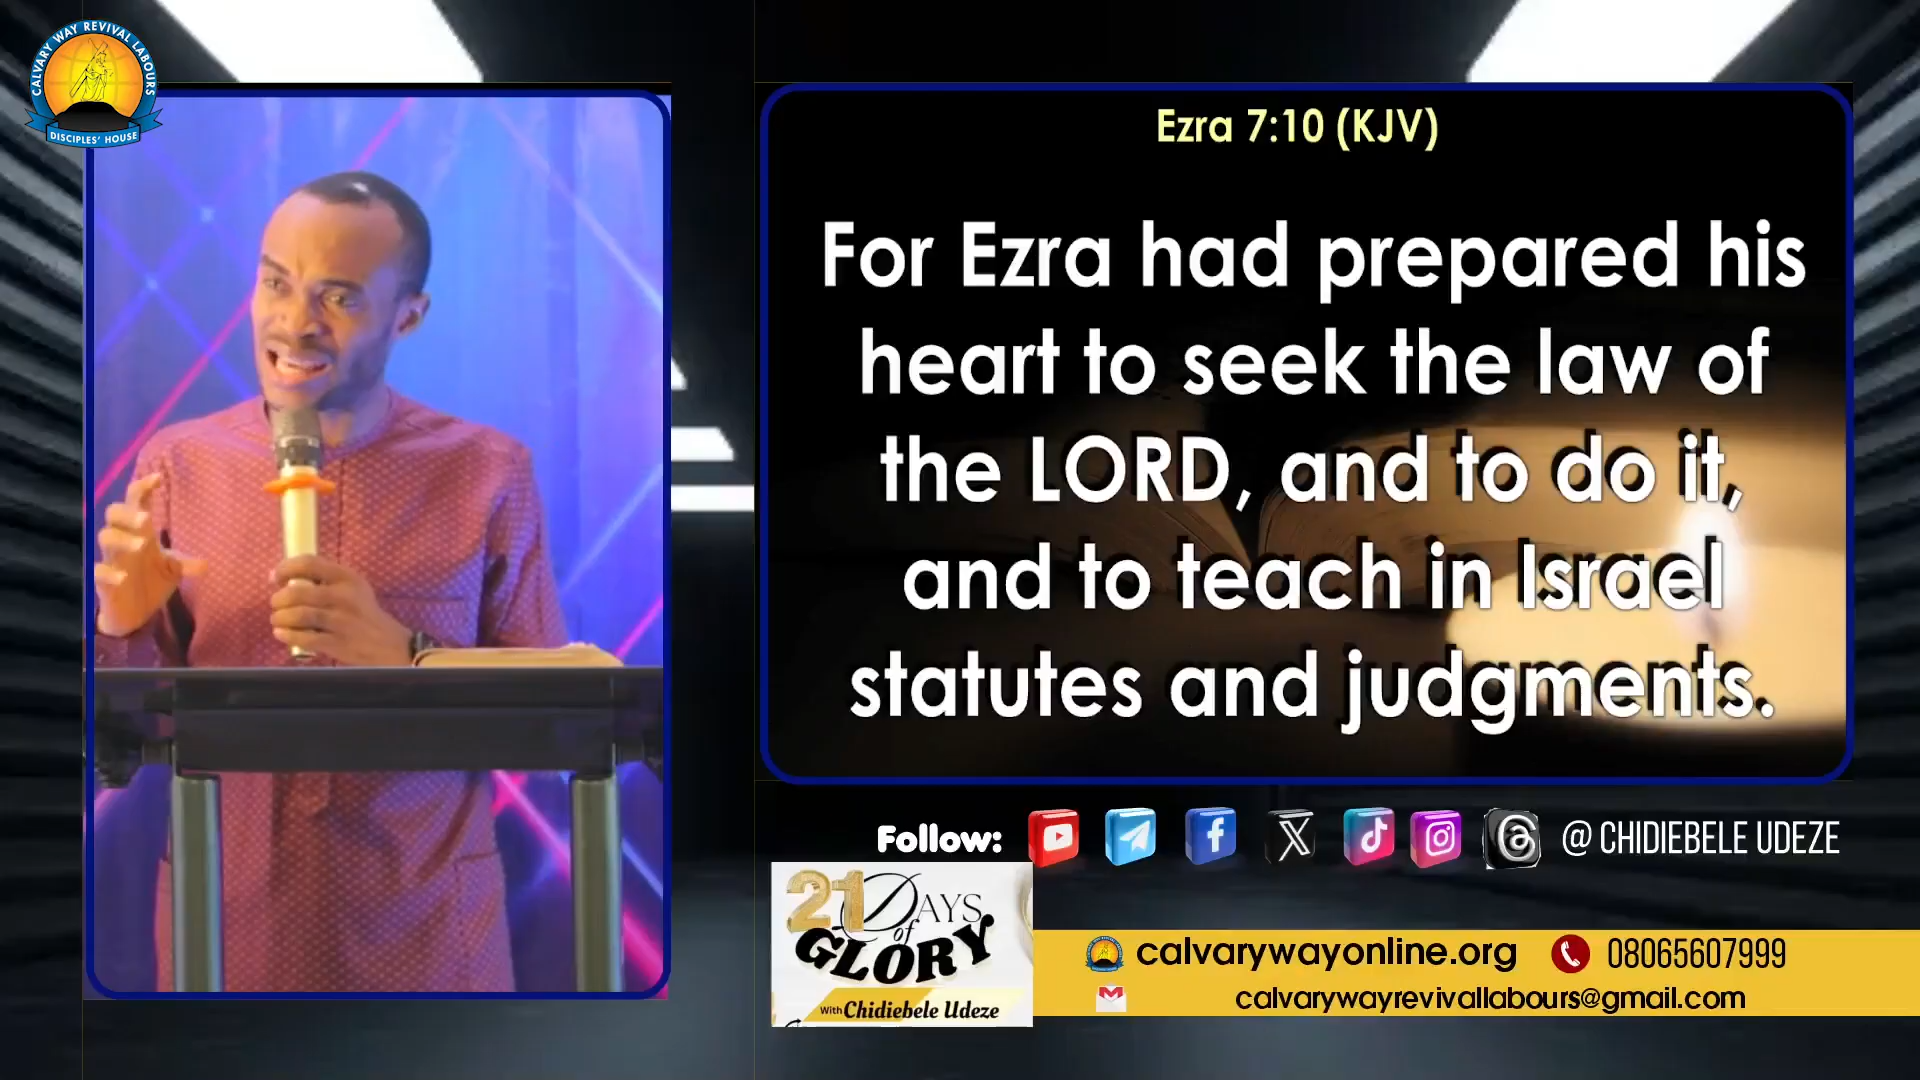 CALVARY WAY REVIVAL LABOURS
DISCIPLES' HOUSE
Ezra 7:10 (KJV)
For Ezra had prepared his
heart to seek the law of
the LORD, and to do it,
and to teach in Israel
statutes and judgments.
Follow:
@ CHIDIEBELE UDEZE
21 DAYS
of
GLORY
With Chidiebele Udeze
calvarywayonline.org
08065607999
calvarywayrevivallabours@gmail.com